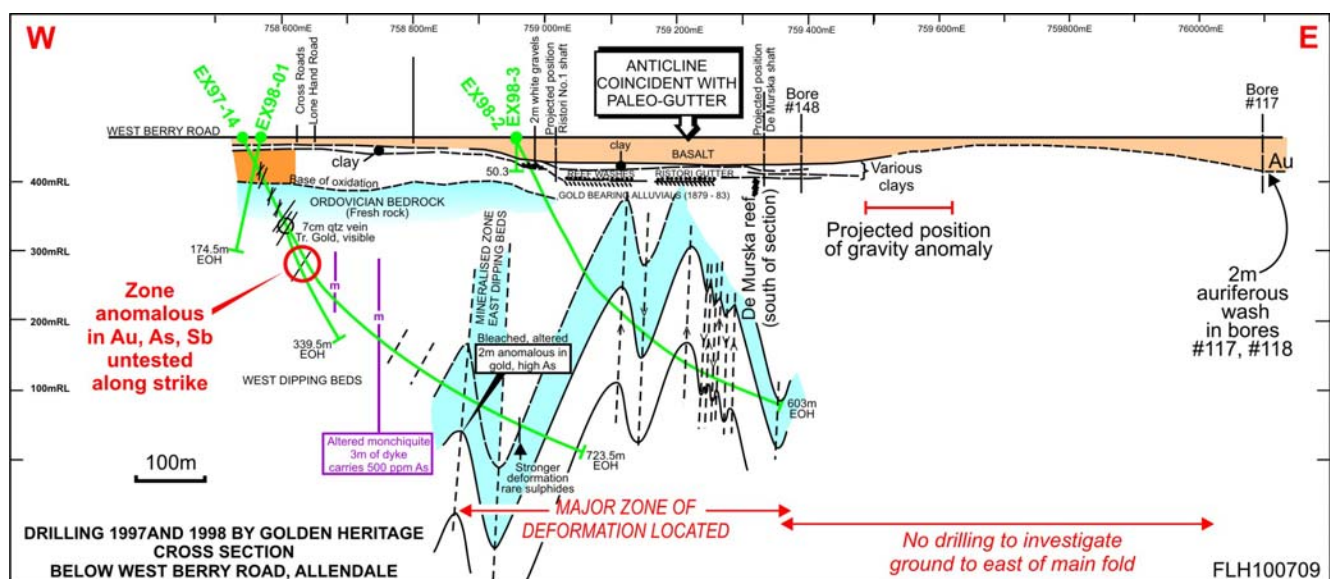 W
E
758 600mE
758 800mE
759 000mE
759 200mE
759 400mE
759 600mE
759800mE
760000mE
EX97-14
EX98-01
Cross Roads
Lone Hand Road
EX98-2
EX98-3
2m white gravels
Projected position
Ristori No.1 shaft
ANTICLINE
COINCIDENT WITH
PALEO-GUTTER
Projected position
De Murska shaft
Bore
#148
Bore
#117
WEST BERRY ROAD
clay
clay
BASALT
50.3
REEF WASHES
RISTORI GUTTER
Various
clays
Au
400mRL
Base of oxidation
ORDOVICIAN BEDROCK
(Fresh rock)
GOLD BEARING ALLUVIALS (1879 - 83)
7cm qtz vein
Tr. Gold, visible
174.5m
EOH
300mRL
MINERALISED ZONE
EAST DIPPING BEDS
De Murska reef
(south of section)
Projected position
of gravity anomaly
2m
auriferous
wash
in bores
#117, #118
Zone
anomalous
in Au, As, Sb
untested
along strike
m
m
200mRL
339.5m
EOH
Bleached, altered
2m anomalous in
gold, high As
WEST DIPPING BEDS
100mRL
603m
EOH
Altered monchiquite
3m of dyke
carries 500 ppm As
723.5m
EOH
Stronger
deformation
rare sulphides
100m
MAJOR ZONE OF
DEFORMATION LOCATED
No drilling to investigate
ground to east of main fold
DRILLING 1997AND 1998 BY GOLDEN HERITAGE
CROSS SECTION
BELOW WEST BERRY ROAD, ALLENDALE
FLH100709